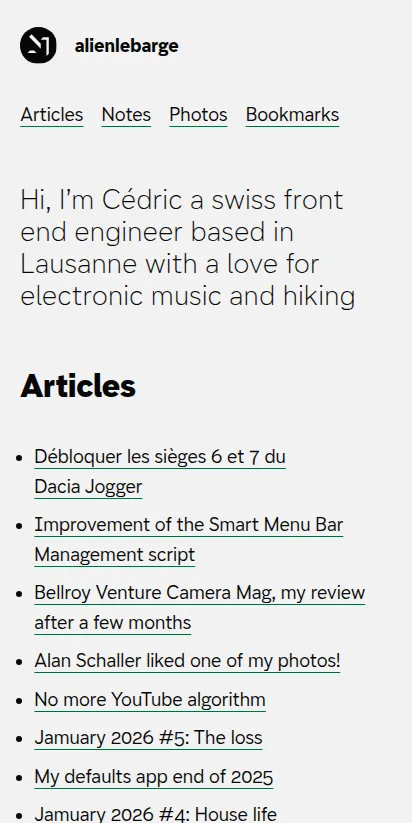 alienlebarge
Articles Notes Photos Bookmarks
Hi, I’m Cédric a swiss front
end engineer based in
Lausanne with a love for
electronic music and hiking
Articles
Débloquer les sièges 6 et 7 du
Dacia Jogger
Improvement of the Smart Menu Bar
Management script
Bellroy Venture Camera Mag, my review
after a few months
Alan Schaller liked one of my photos!
No more YouTube algorithm
Jamuary 2026 #5: The loss
My defaults app end of 2025
Jamuary 2026 #4: House life